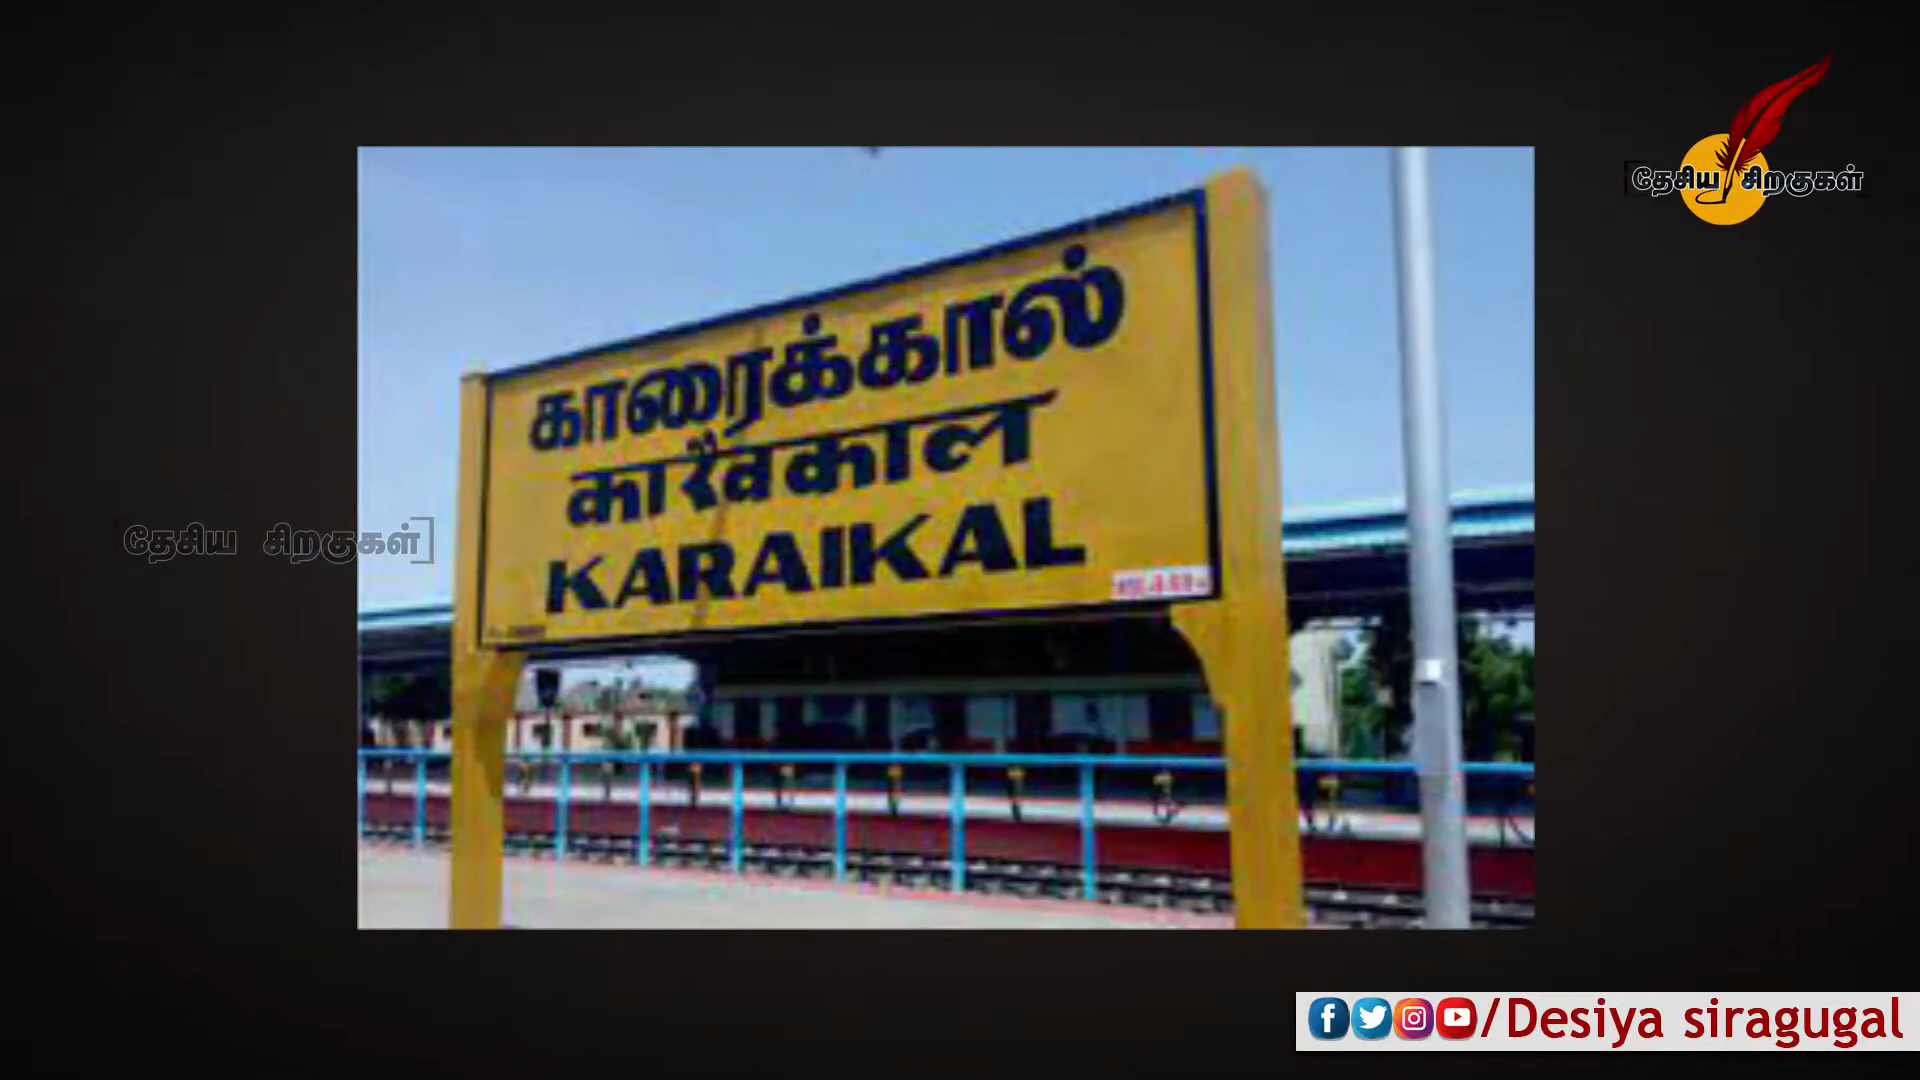 தேசிய சிறகுகள்
காரைக்கால்
कारैकाल
KARAIKAL
தேசிய சிறகுகள்
/Desiya siragugal